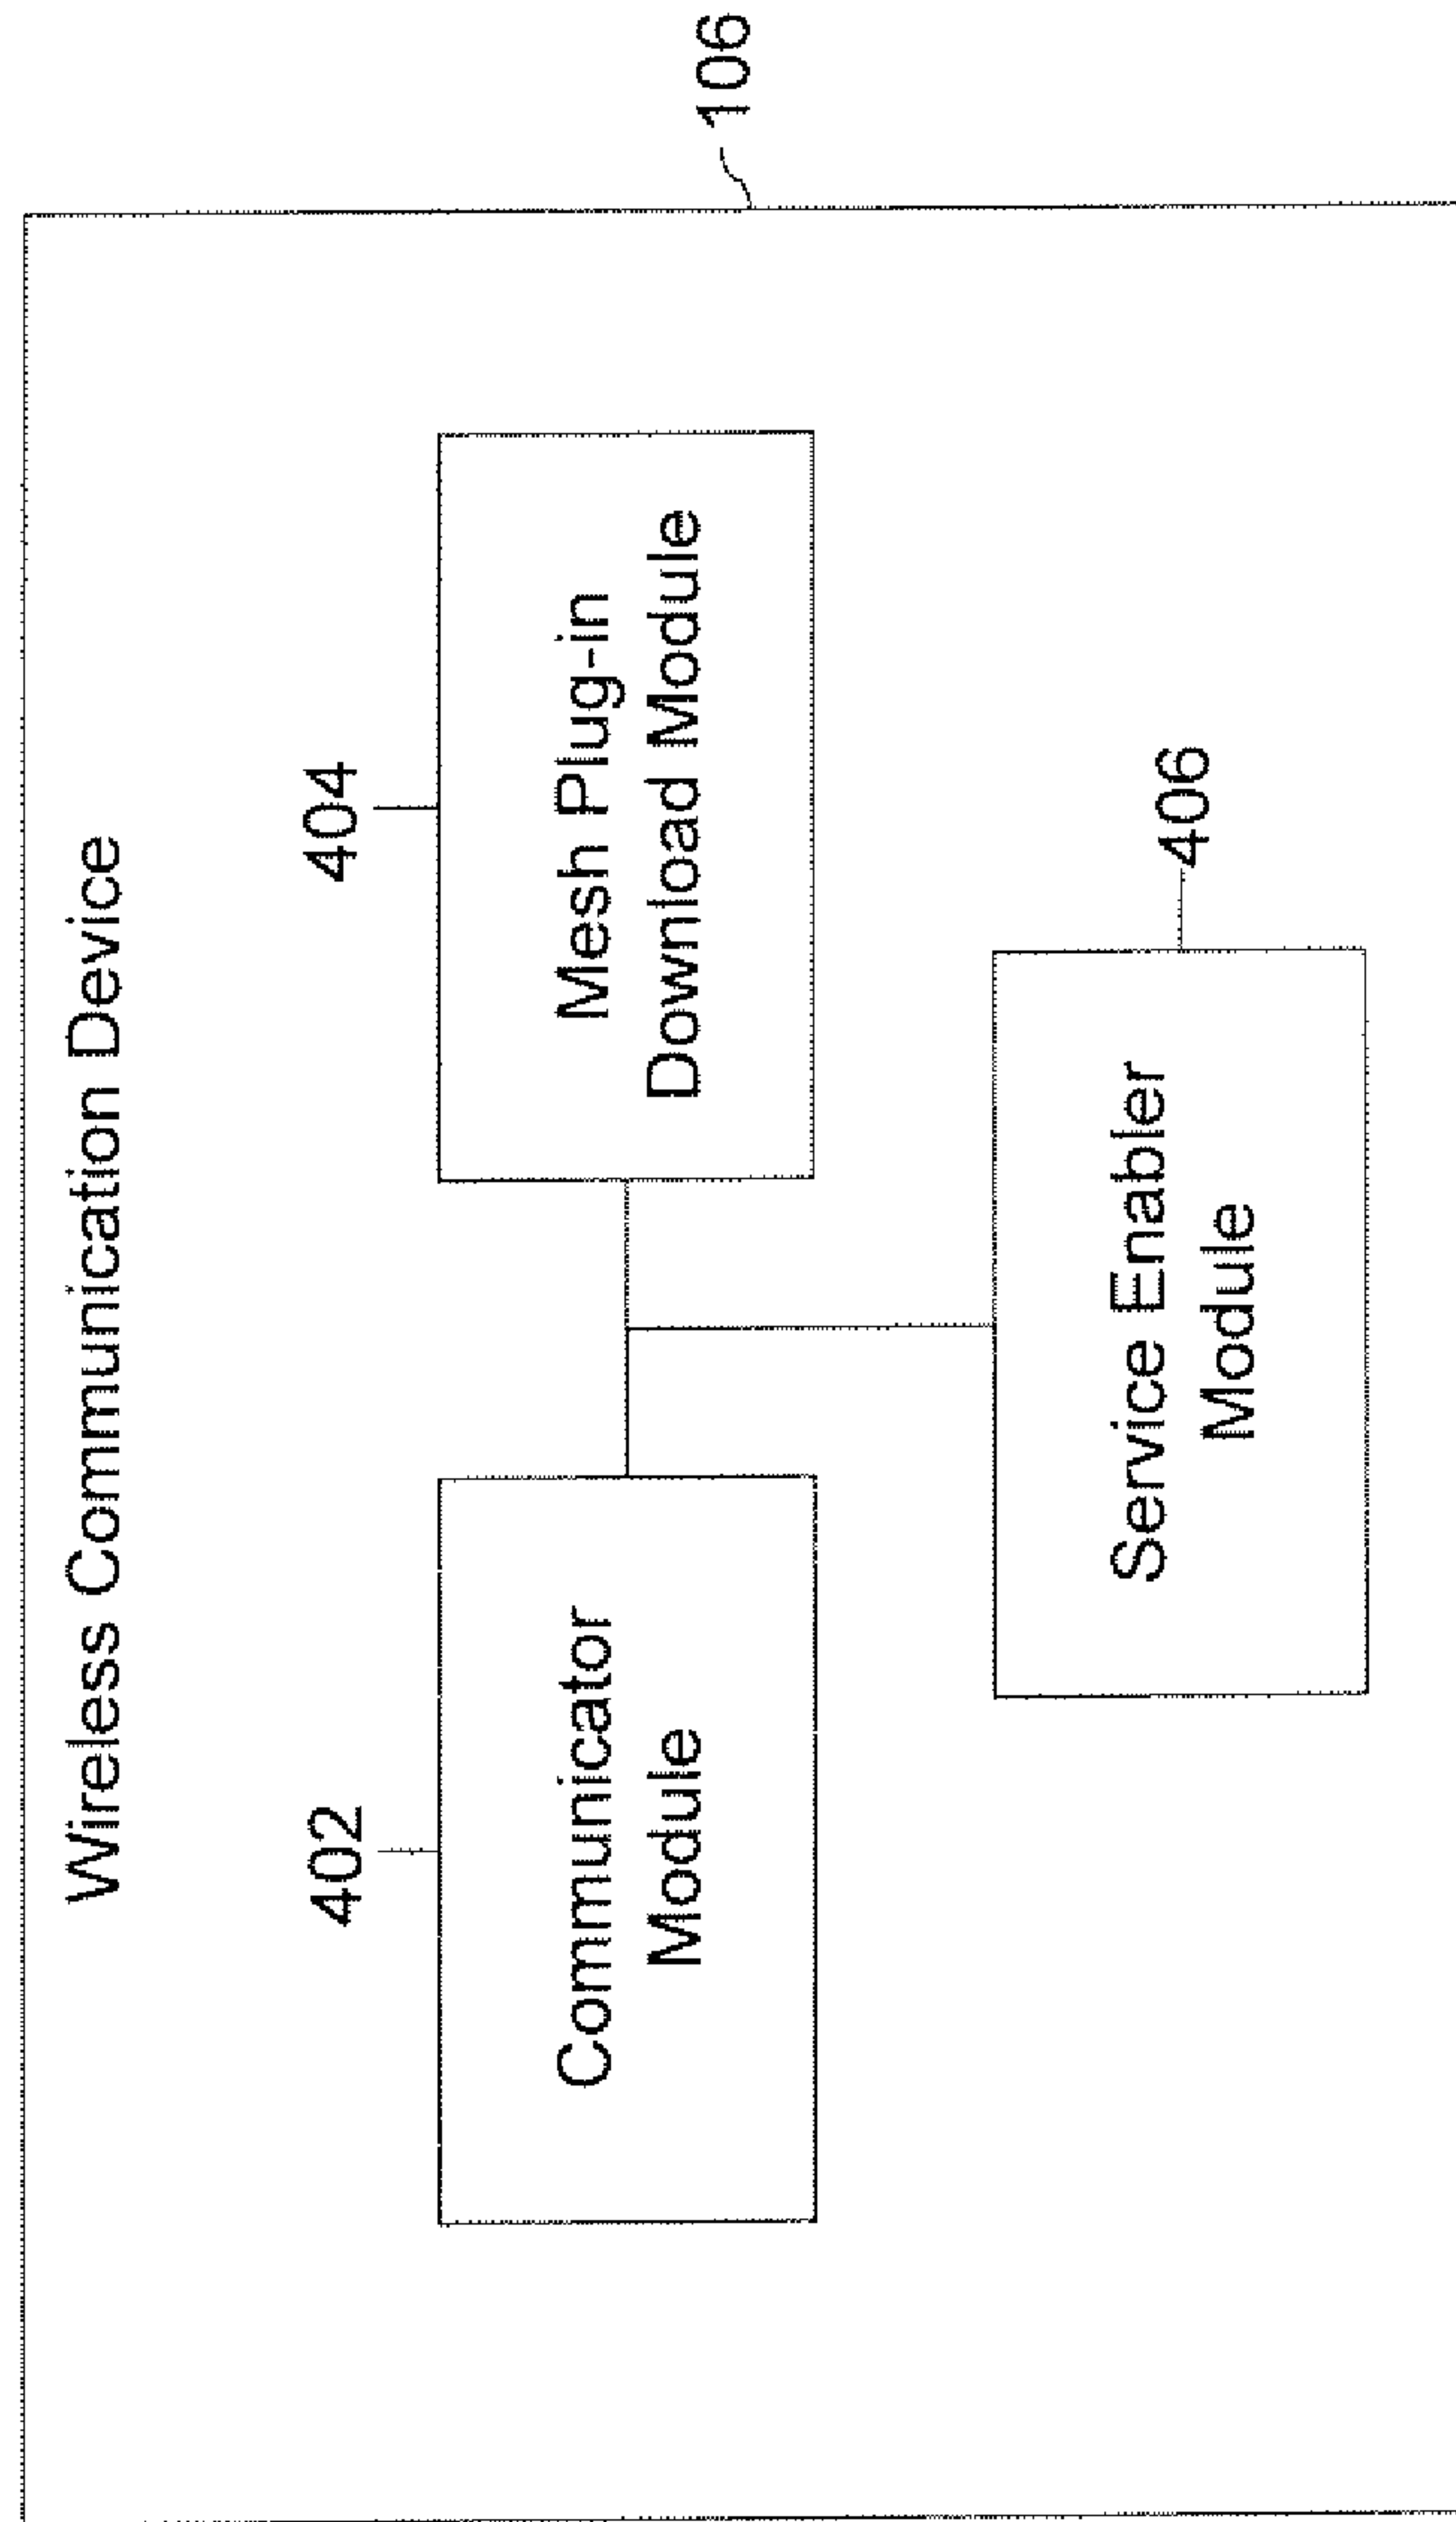 Wireless Communication Device
402
404
Communicator
Module
Mesh Plug-in
Download Module
106
Service Enabler
Module
406